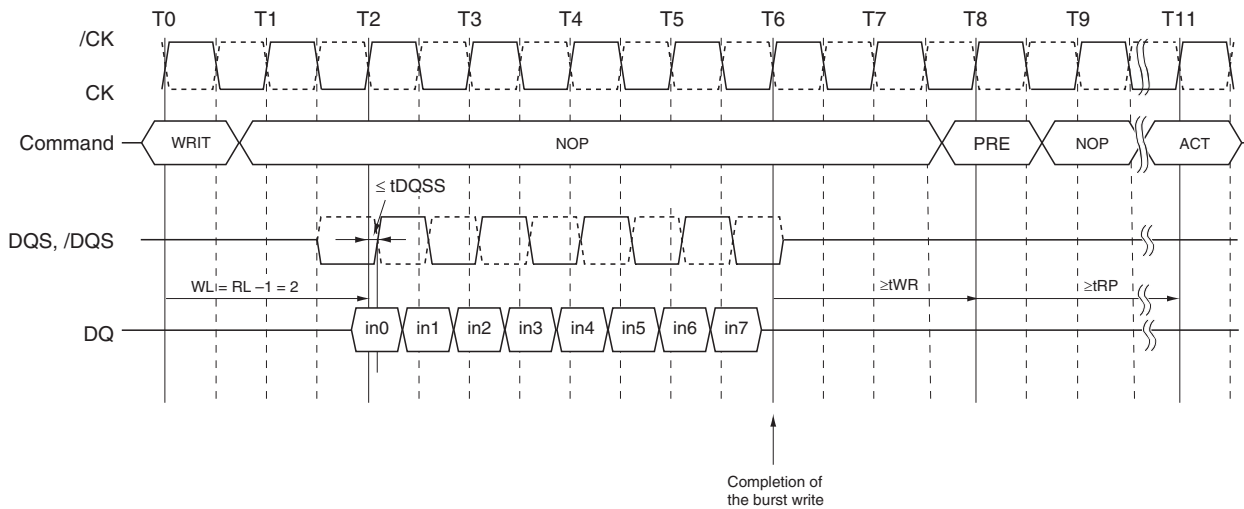 T0 T1 T2 T3 T4 T5 T6 T7 T8 T9 T11
/CK
CK
Command WRIT NOP PRE NOP ACT
≤ tDQSS
DQS, /DQS
WL = RL −1 = 2 ≥tWR ≥tRP
DQ in0 in1 in2 in3 in4 in5 in6 in7
Completion of
the burst write